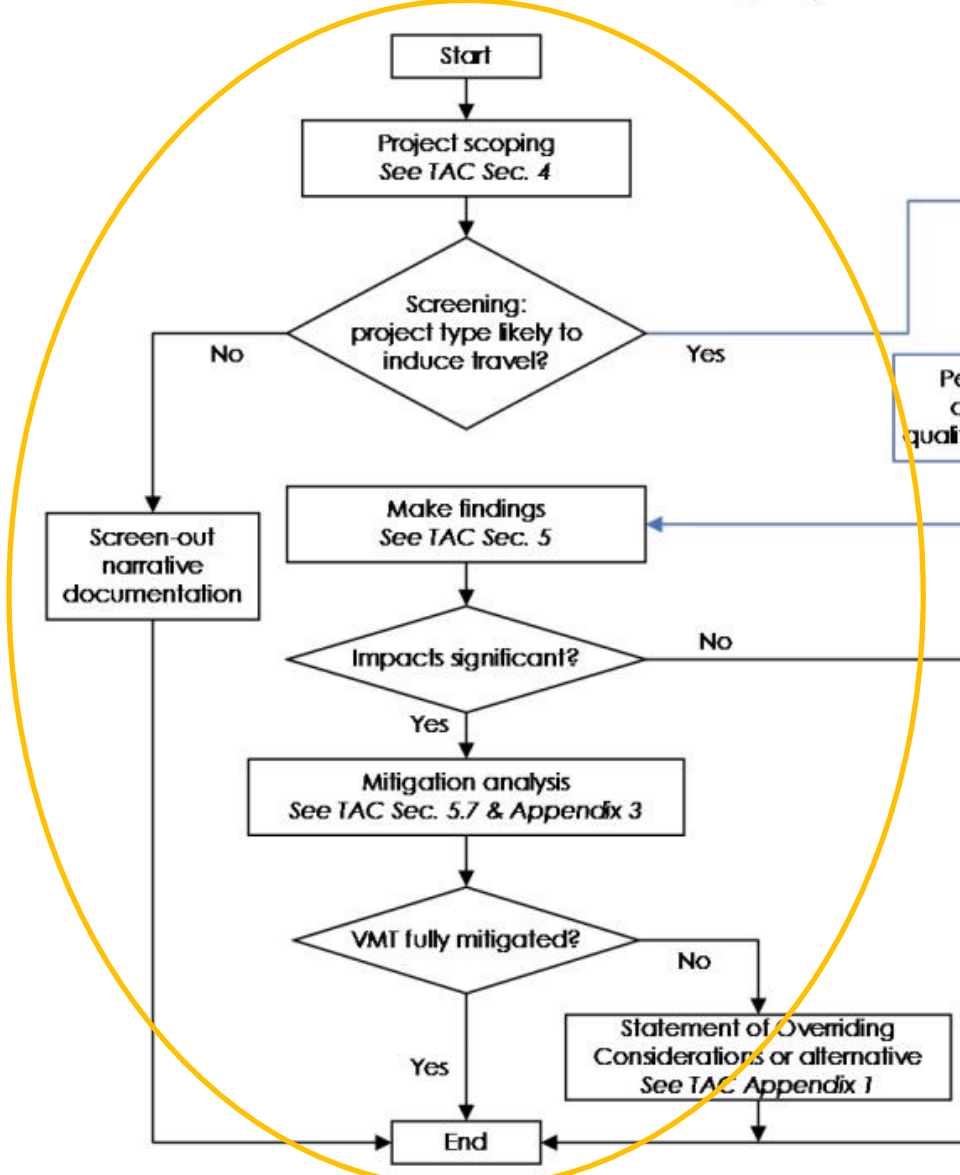 Start
Project scoping
See TAC Sec. 4
Screening:
project type likely to
induce travel?
No
Yes
Make findings
See TAC Sec. 5
Screen-out
narrative
documentation
Impacts significant?
No
Yes
Mitigation analysis
See TAC Sec. 5.7 & Appendix 3
VMT fully mitigated?
No
Statement of Overriding
Considerations or alternative
See TAC Appendix 1
Yes
End